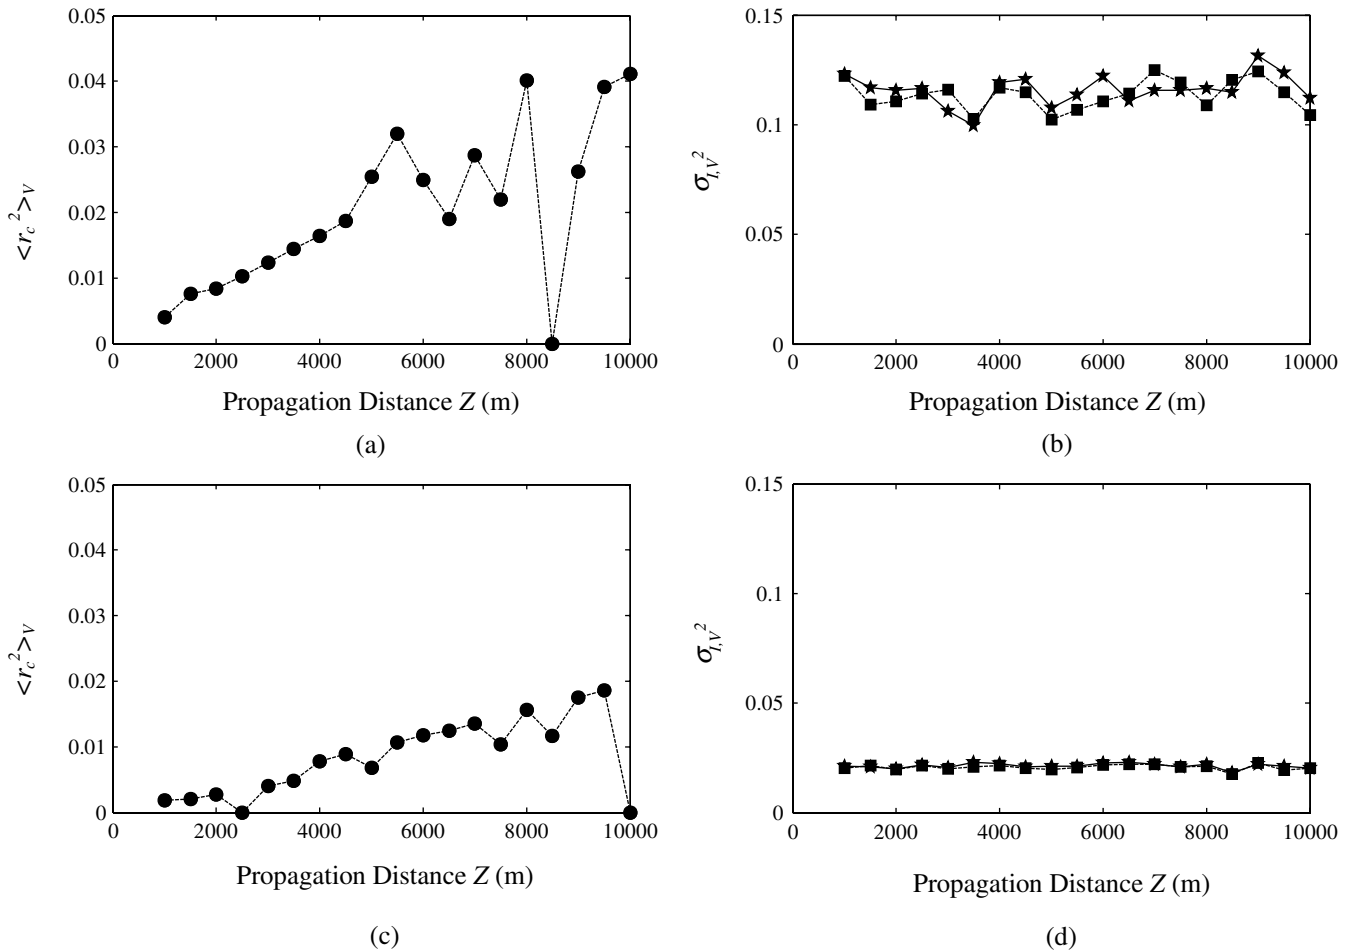 0.05
0.04
0.03
0.02
0.01
0
<r_c^2>_V
0 2000 4000 6000 8000 10000
Propagation Distance Z (m)
(a)
0.15
0.1
0.05
0
σ_{I,V}^2
0 2000 4000 6000 8000 10000
Propagation Distance Z (m)
(b)
0.05
0.04
0.03
0.02
0.01
0
<r_c^2>_V
0 2000 4000 6000 8000 10000
Propagation Distance Z (m)
(c)
0.15
0.1
0.05
0
σ_{I,V}^2
0 2000 4000 6000 8000 10000
Propagation Distance Z (m)
(d)